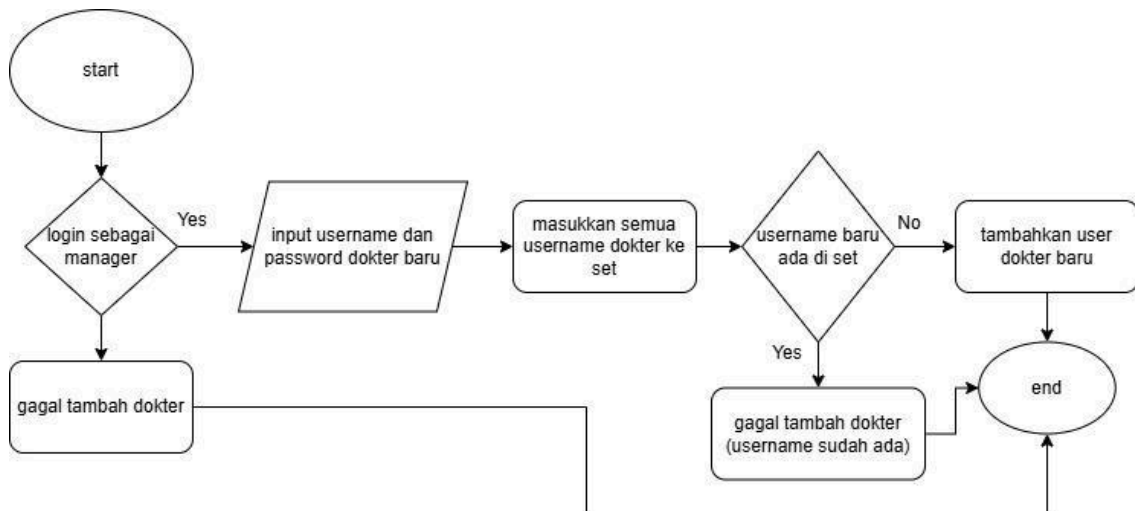 start
login sebagai
manager
Yes
input username dan
password dokter baru
masukkan semua
username dokter ke
set
username baru
ada di set
No
tambahkan user
dokter baru
Yes
gagal tambah dokter
gagal tambah dokter
(username sudah ada)
end